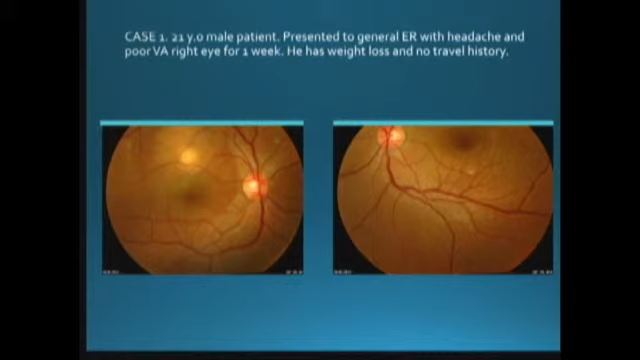 CASE 1. 21 y.o male patient. Presented to general ER with headache and
poor VA right eye for 1 week. He has weight loss and no travel history.